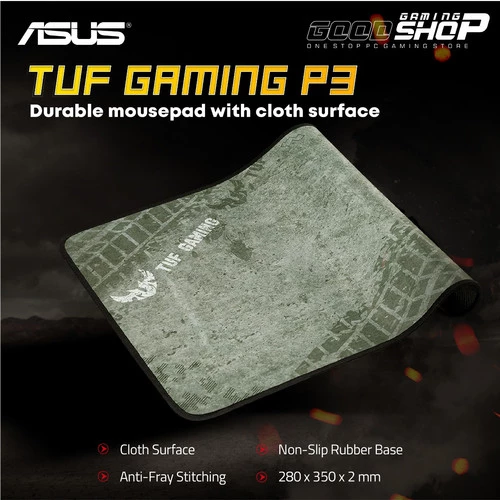 ASUS®
GAMING
GOOD SHOP
ONE STOP PC GAMING STORE
TUF GAMING P3
Durable mousepad with cloth surface
TUF GAMING
Cloth Surface
Non-Slip Rubber Base
Anti-Fray Stitching
280 x 350 x 2 mm